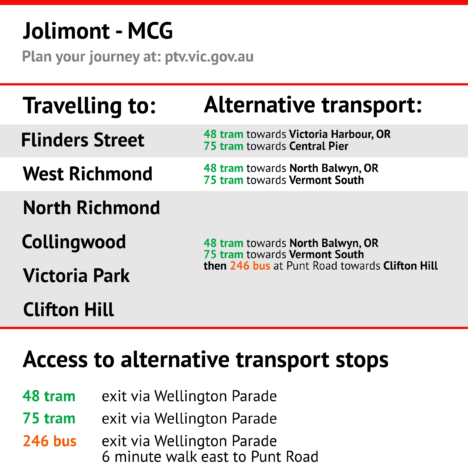 Jolimont - MCG
Plan your journey at: ptv.vic.gov.au
Travelling to:
Alternative transport:
Flinders Street
48 tram towards Victoria Harbour, OR
75 tram towards Central Pier
West Richmond
48 tram towards North Balwyn, OR
75 tram towards Vermont South
North Richmond
Collingwood
Victoria Park
Clifton Hill
48 tram towards North Balwyn, OR
75 tram towards Vermont South
then 246 bus at Punt Road towards Clifton Hill
Access to alternative transport stops
48 tram exit via Wellington Parade
75 tram exit via Wellington Parade
246 bus exit via Wellington Parade
6 minute walk east to Punt Road